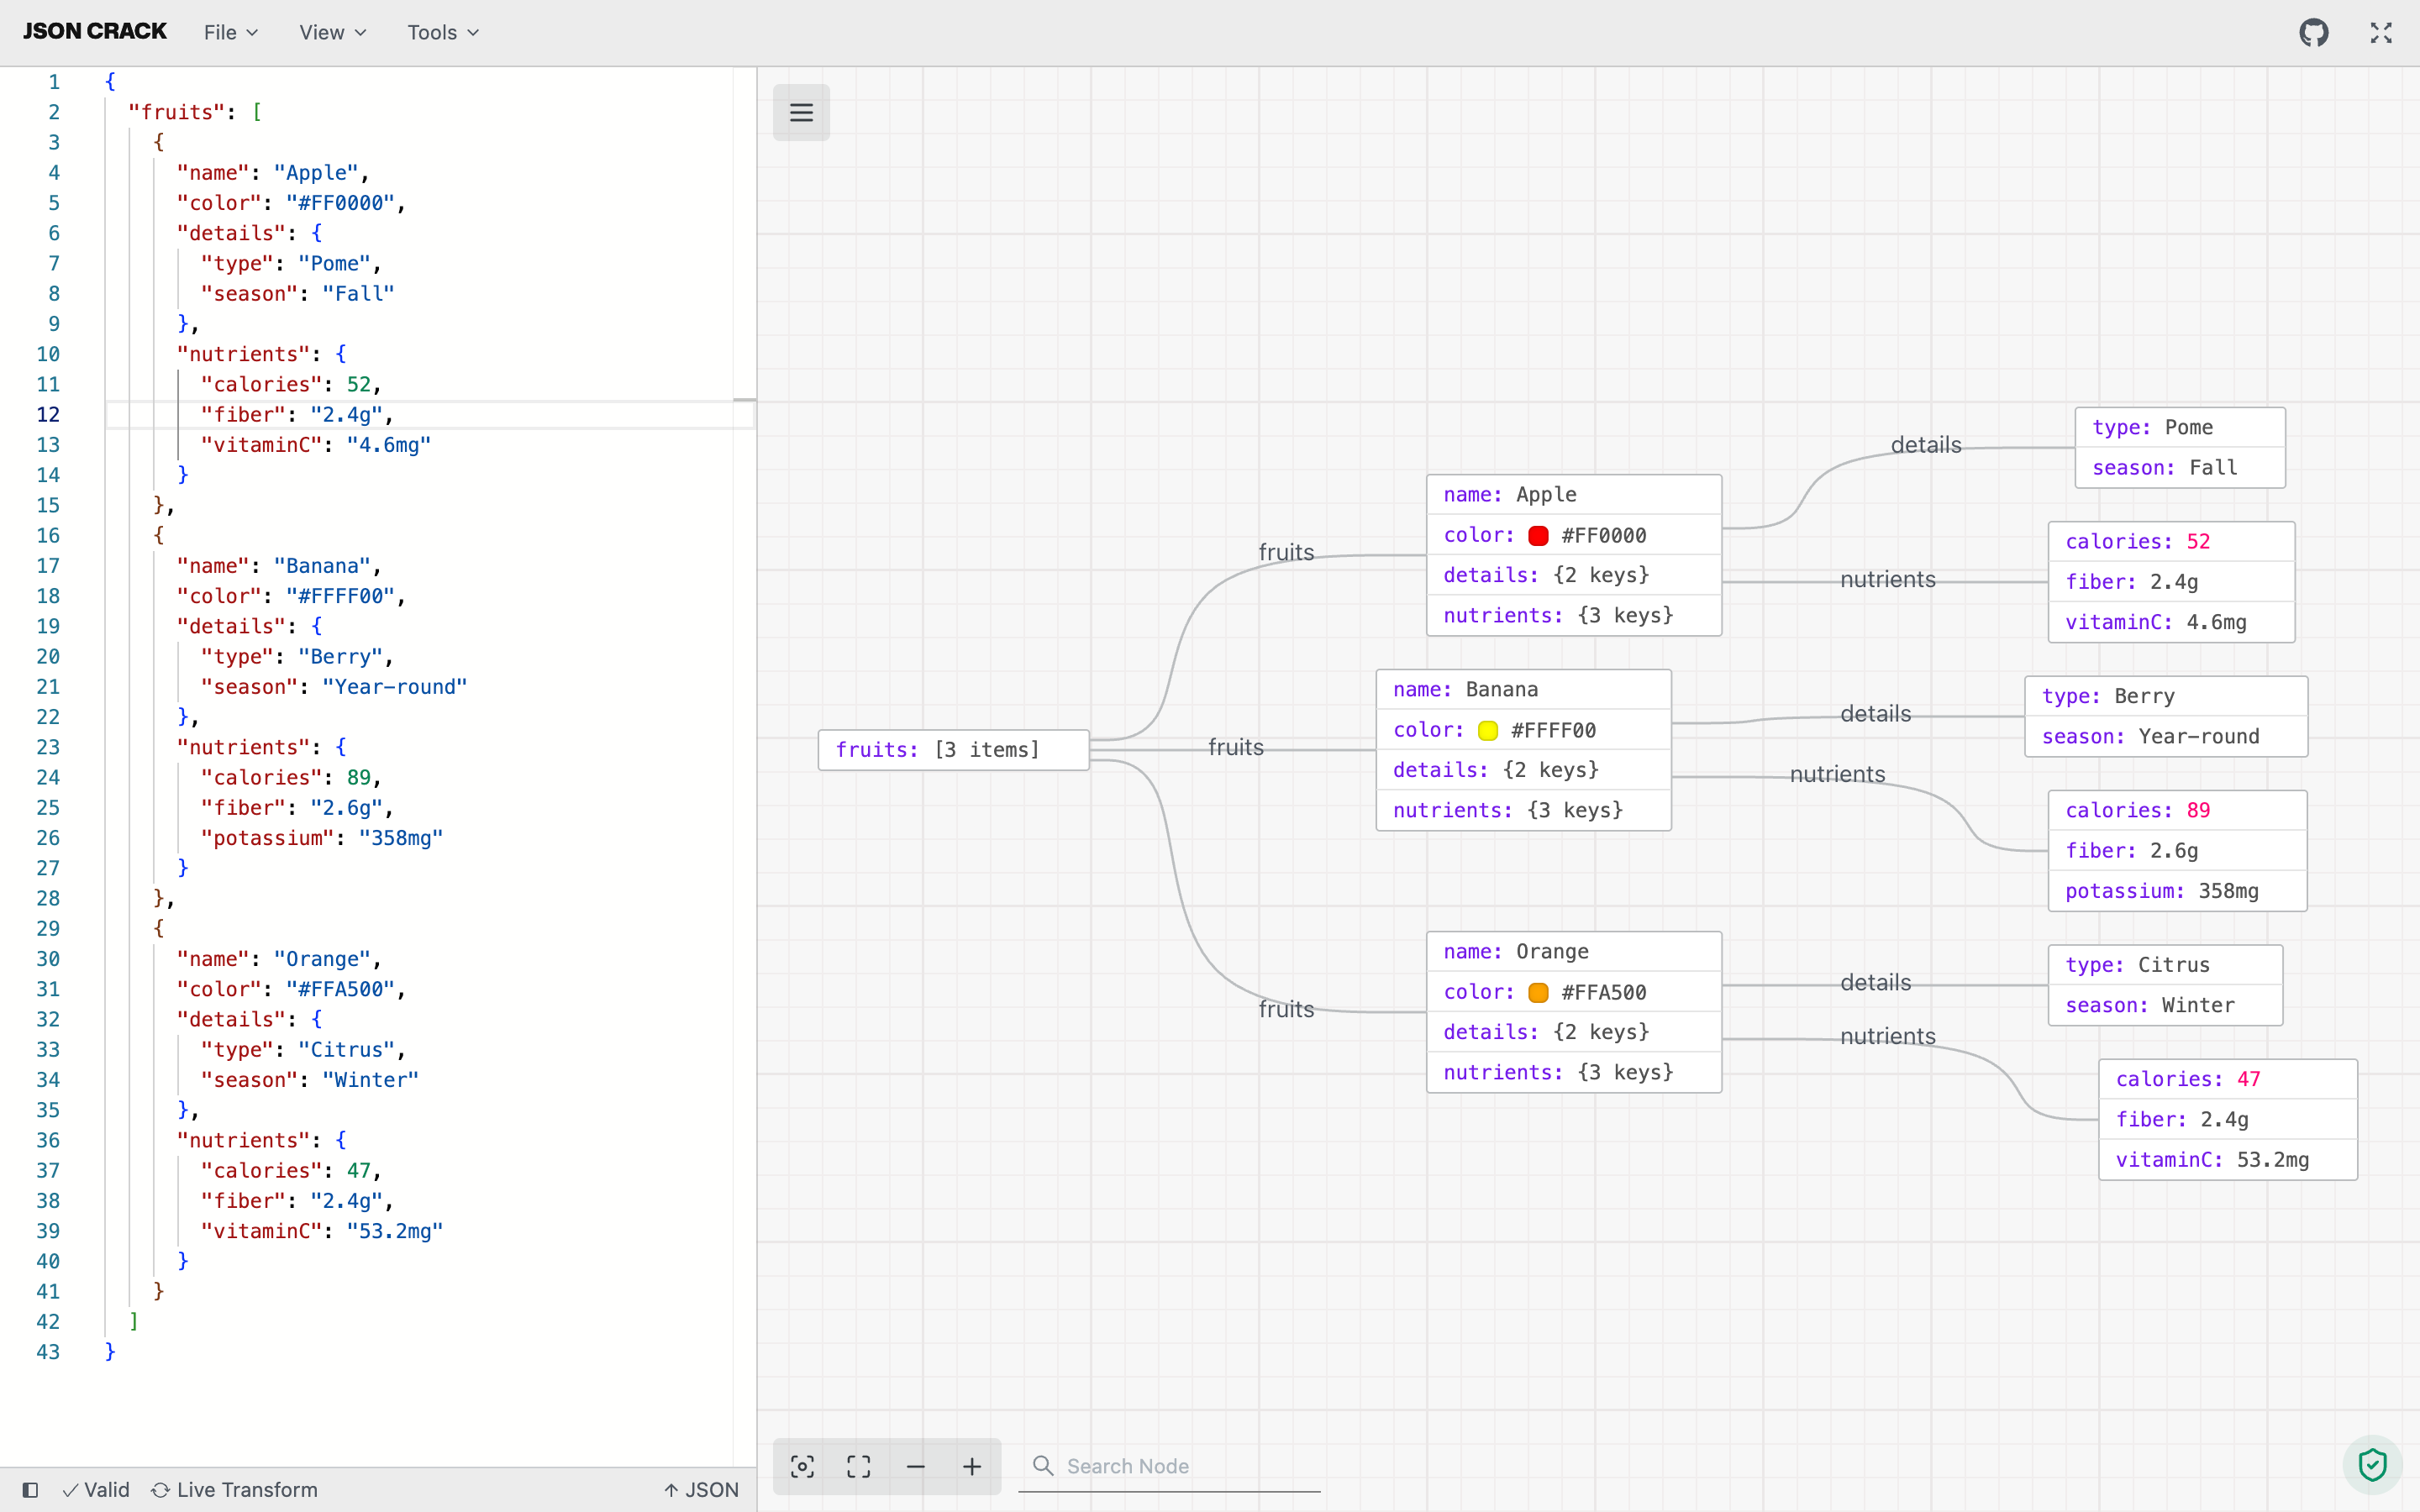 JSON CRACK File View Tools
1 {
2 "fruits": [
3 {
4 "name": "Apple",
5 "color": "#FF0000",
6 "details": {
7 "type": "Pome",
8 "season": "Fall"
9 },
10 "nutrients": {
11 "calories": 52,
12 "fiber": "2.4g",
13 "vitaminC": "4.6mg"
14 }
15 },
16 {
17 "name": "Banana",
18 "color": "#FFFF00",
19 "details": {
20 "type": "Berry",
21 "season": "Year-round"
22 },
23 "nutrients": {
24 "calories": 89,
25 "fiber": "2.6g",
26 "potassium": "358mg"
27 }
28 },
29 {
30 "name": "Orange",
31 "color": "#FFA500",
32 "details": {
33 "type": "Citrus",
34 "season": "Winter"
35 },
36 "nutrients": {
37 "calories": 47,
38 "fiber": "2.4g",
39 "vitaminC": "53.2mg"
40 }
41 }
42 ]
43 }
Valid Live Transform JSON
fruits: [3 items]
fruits
fruits
fruits
name: Apple
color: #FF0000
details: {2 keys}
nutrients: {3 keys}
details
nutrients
type: Pome
season: Fall
calories: 52
fiber: 2.4g
vitaminC: 4.6mg
name: Banana
color: #FFFF00
details: {2 keys}
nutrients: {3 keys}
details
nutrients
type: Berry
season: Year-round
calories: 89
fiber: 2.6g
potassium: 358mg
name: Orange
color: #FFA500
details: {2 keys}
nutrients: {3 keys}
details
nutrients
type: Citrus
season: Winter
calories: 47
fiber: 2.4g
vitaminC: 53.2mg
Search Node